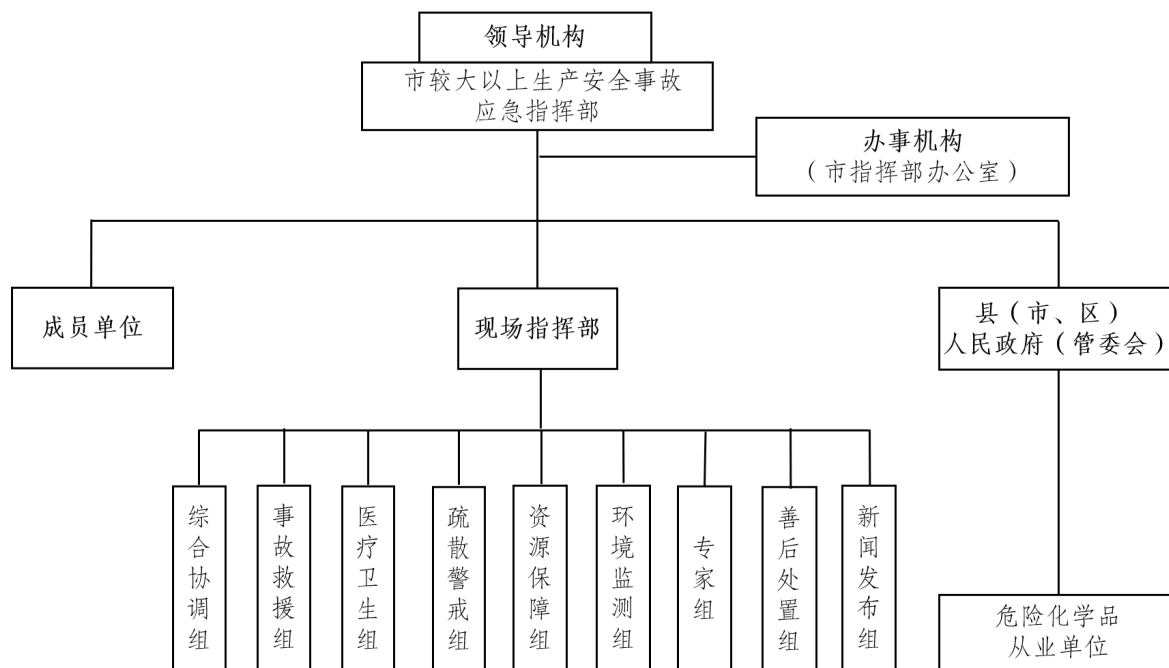 领导机构
市较大以上生产安全事故
应急指挥部
办事机构
（市指挥部办公室）
成员单位
现场指挥部
县（市、区）
人民政府（管委会）
综合协调组
事故救援组
医疗卫生组
疏散警戒组
资源保障组
环境监测组
专家组
善后处置组
新闻发布组
危险化学品
从业单位